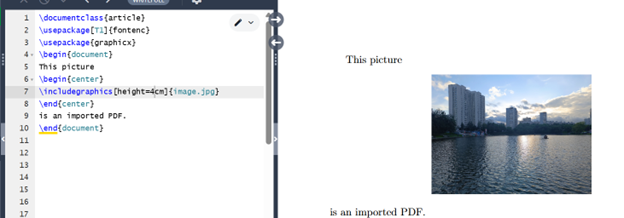 1 \documentclass{article}
2 \usepackage[T1]{fontenc}
3 \usepackage{graphicx}
4 \begin{document}
5 This picture
6 \begin{center}
7 \includegraphics[height=4cm]{image.jpg}
8 \end{center}
9 is an imported PDF.
10 \end{document}
11
12
13
14
15
16
17
This picture
is an imported PDF.